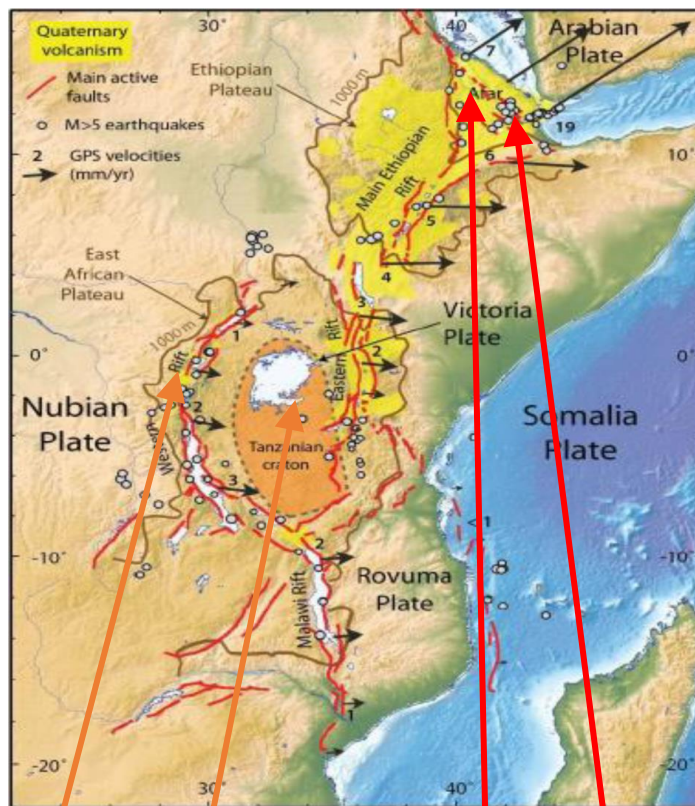 30°
40
Quaternary
volcanism
Main active
faults
M>5 earthquakes
2
GPS velocities
(mm/yr)
Ethiopian
Plateau
1000 m
7
Arabian
Plate
Afar
19
10°
6
Main Ethiopian
Rift
5
4
East
African
Plateau
1000 m
3
Victoria
Plate
1
0°
Rift
Eastern Rift
2
Nubian
Plate
2
Western
Tanzanian
craton
Somalia
Plate
3
<1
-10°
2
Rovuma
Plate
Malawi Rift
1
-20°
30°
40°